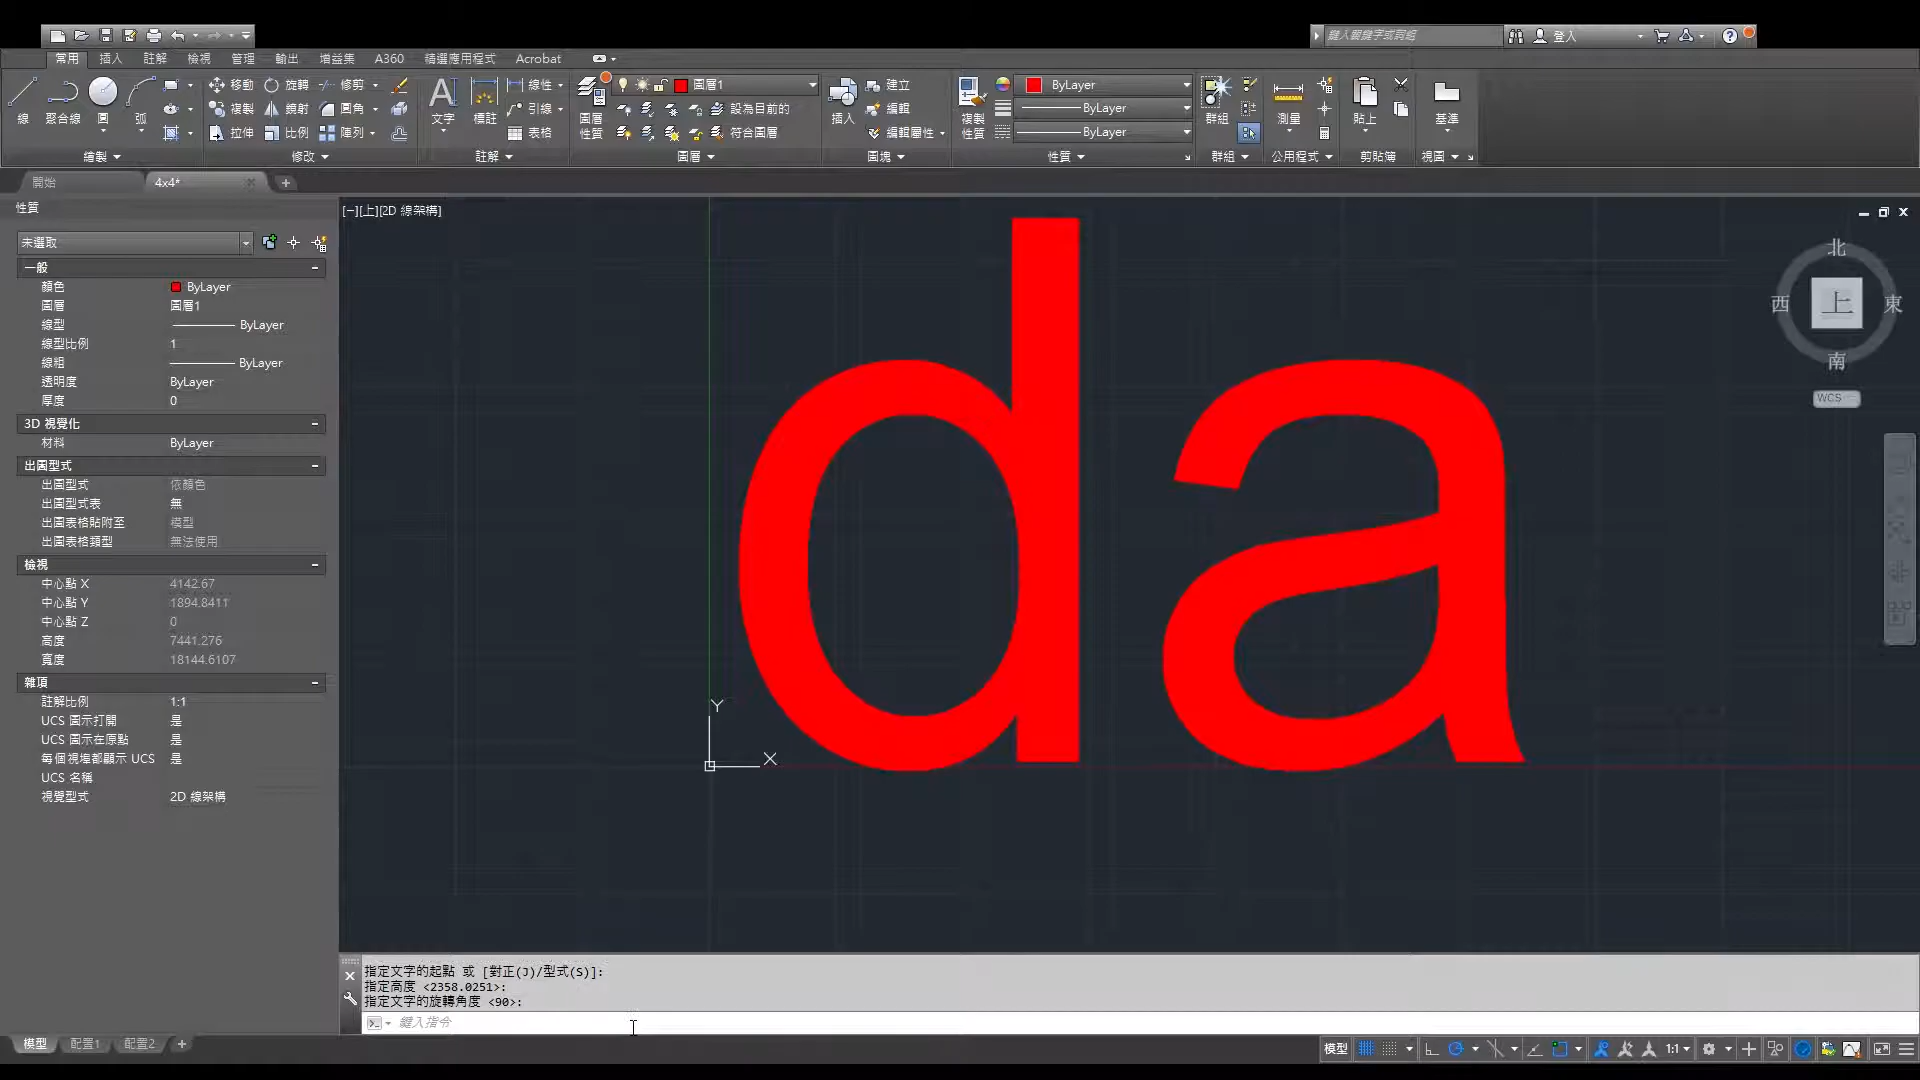 鍵入關鍵字或詞組
登入
常用 插入 註解 檢視 管理 輸出 增益集 A360 精選應用程式 Acrobat
線 聚合線 圓 弧
移動 旋轉 修剪
複製 鏡射 圓角
拉伸 比例 陣列
文字 標註
線性
引線
表格
圖層性質
圖層1
設為目前的
符合圖層
插入
建立
編輯
編輯屬性
複製性質
ByLayer
ByLayer
ByLayer
群組 測量 貼上 基準
繪製 修改 註解 圖層 圖塊 性質 群組 公用程式 剪貼簿 視圖
開始 4x4*
性質
未選取
一般
顏色 ByLayer
圖層 圖層1
線型 ByLayer
線型比例 1
線粗 ByLayer
透明度 ByLayer
厚度 0
3D 視覺化
材料 ByLayer
出圖型式
出圖型式 依顏色
出圖型式表 無
出圖表格貼附至 模型
出圖表格類型 無法使用
檢視
中心點 X 4142.67
中心點 Y 1894.8411
中心點 Z 0
高度 7441.276
寬度 18144.6107
雜項
註解比例 1:1
UCS 圖示打開 是
UCS 圖示在原點 是
每個視埠都顯示 UCS 是
UCS 名稱
視覺型式 2D 線架構
[−][上][2D 線架構]
da
Y
X
北
西 上 東
南
WCS
指定文字的起點 或 [對正(J)/型式(S)]:
指定高度 <2358.0251>:
指定文字的旋轉角度 <90>:
鍵入指令
模型 配置1 配置2 +
模型 1:1